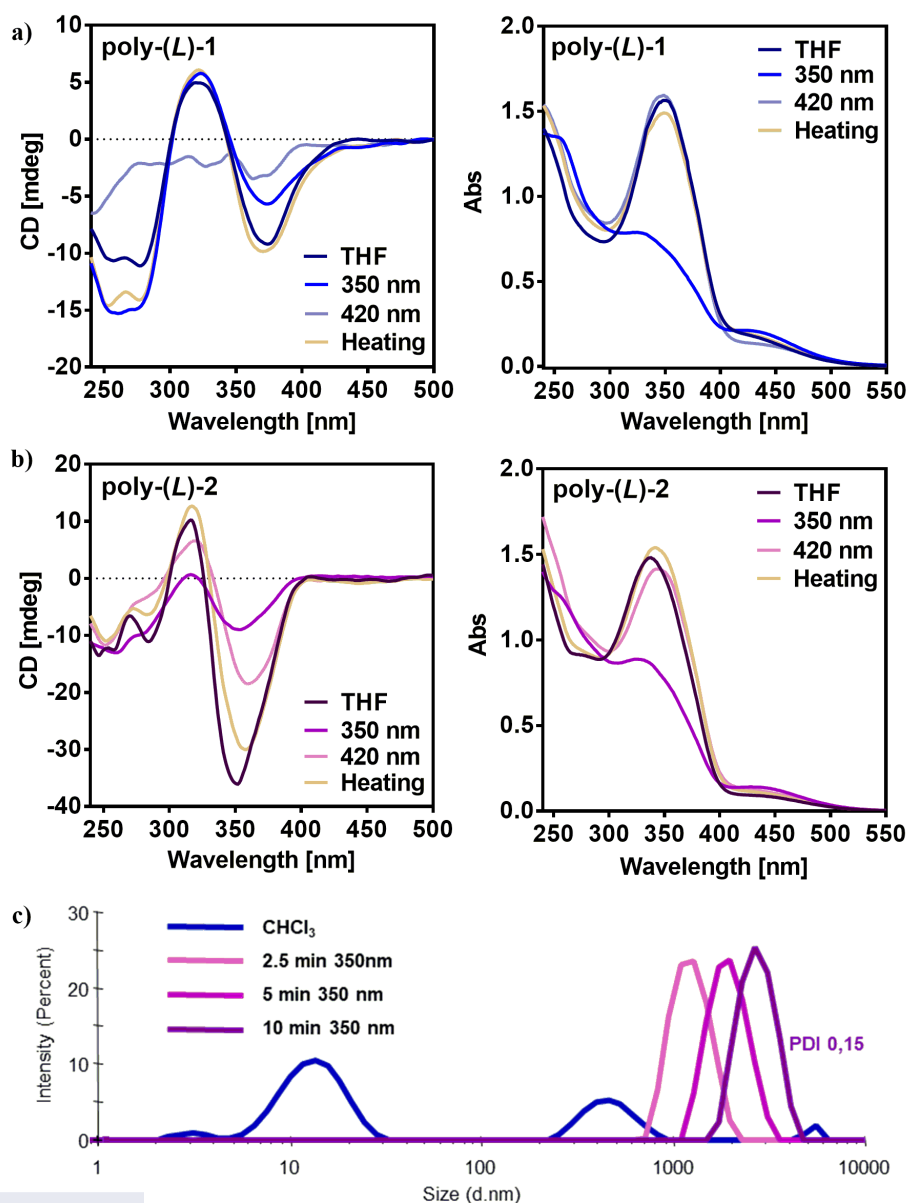 a)
poly-(L)-1
THF
350 nm
420 nm
Heating
CD [mdeg]
10
5
0
-5
-10
-15
-20
250 300 350 400 450 500
Wavelength [nm]
poly-(L)-1
THF
350 nm
420 nm
Heating
Abs
2.0
1.5
1.0
0.5
0.0
250 300 350 400 450 500 550
Wavelength [nm]
b)
poly-(L)-2
THF
350 nm
420 nm
Heating
CD [mdeg]
20
10
0
-10
-20
-30
-40
250 300 350 400 450 500
Wavelength [nm]
poly-(L)-2
THF
350 nm
420 nm
Heating
Abs
2.0
1.5
1.0
0.5
0.0
250 300 350 400 450 500 550
Wavelength [nm]
c)
CHCl₃
2.5 min 350nm
5 min 350 nm
10 min 350 nm
PDI 0,15
Intensity (Percent)
30
20
10
0
1 10 100 1000 10000
Size (d.nm)